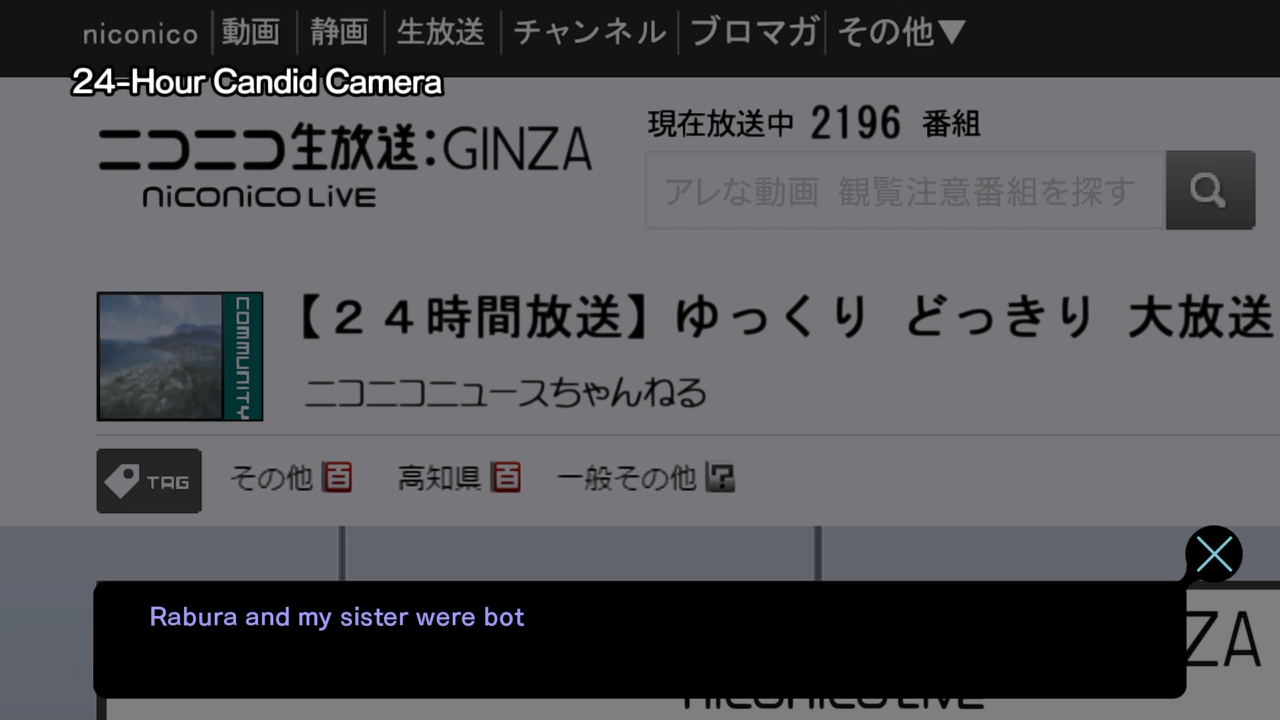 niconico 動画 静画 生放送 チャンネル ブロマガ その他▼
24-Hour Candid Camera
ニコニコ生放送:GINZA
niconico LiVE
現在放送中 2196 番組
アレな動画 観覧注意番組を探す
【24時間放送】ゆっくり どっきり 大放送
ニコニコニュースちゃんねる
COMMUNITY
TAG その他 百 高知県 百 一般その他 ?
Rabura and my sister were bot
ZA
niconico LiVE